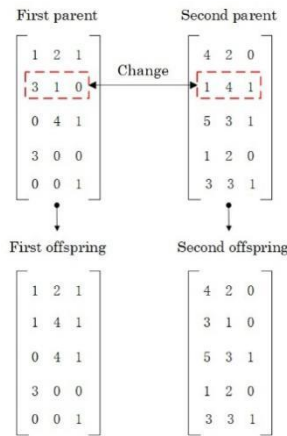 First parent Second parent
1 2 1 4 2 0
Change
3 1 0 1 4 1
0 4 1 5 3 1
3 0 0 1 2 0
0 0 1 3 3 1
First offspring Second offspring
1 2 1 4 2 0
1 4 1 3 1 0
0 4 1 5 3 1
3 0 0 1 2 0
0 0 1 3 3 1